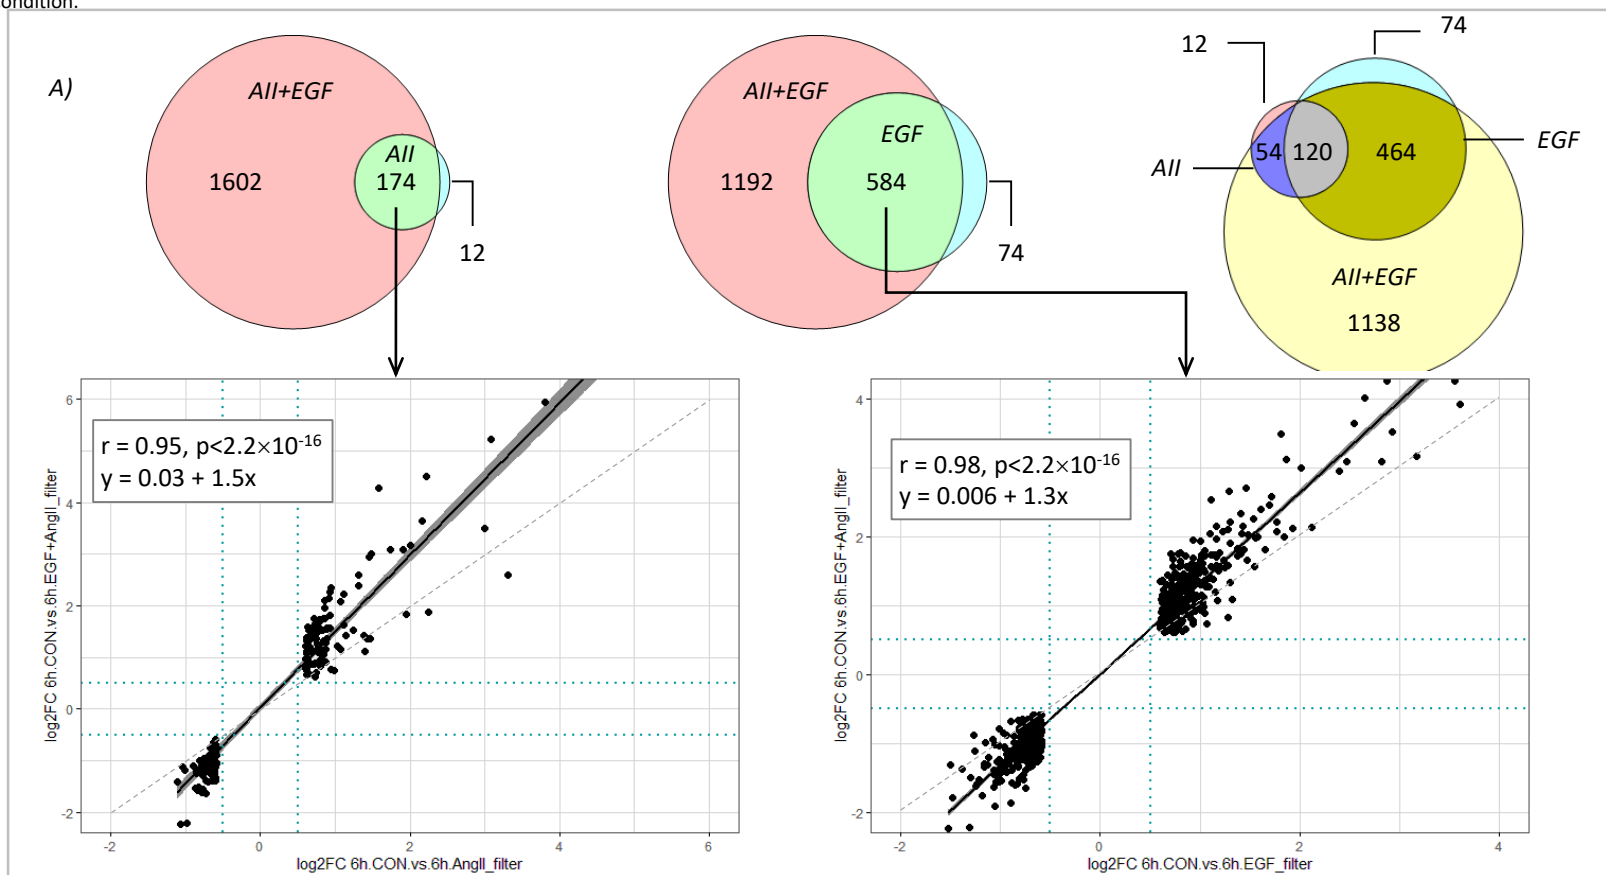 condition.
A)
AII+EGF
AII
1602
174
12
AII+EGF
EGF
1192
584
74
12
74
54
120
464
EGF
AII
AII+EGF
1138
r = 0.95, p<2.2×10-16
y = 0.03 + 1.5x
log2FC 6h.CON.vs.6h.EGF+AngII_filter
6
4
2
0
-2
-2
0
2
4
6
log2FC 6h.CON.vs.6h.AngII_filter
r = 0.98, p<2.2×10-16
y = 0.006 + 1.3x
log2FC 6h.CON.vs.6h.EGF+AngII_filter
4
2
0
-2
-2
0
2
4
log2FC 6h.CON.vs.6h.EGF_filter